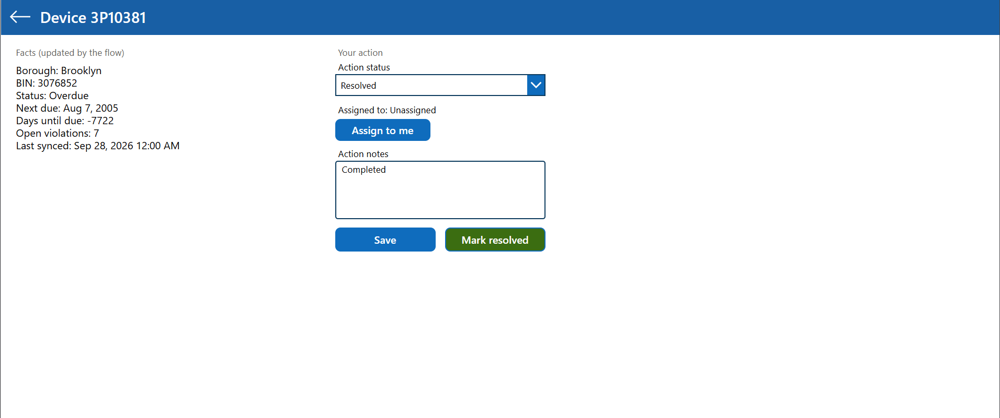 Device 3P10381
Facts (updated by the flow)
Borough: Brooklyn
BIN: 3076852
Status: Overdue
Next due: Aug 7, 2005
Days until due: -7722
Open violations: 7
Last synced: Sep 28, 2026 12:00 AM
Your action
Action status
Resolved
Assigned to: Unassigned
Assign to me
Action notes
Completed
Save
Mark resolved